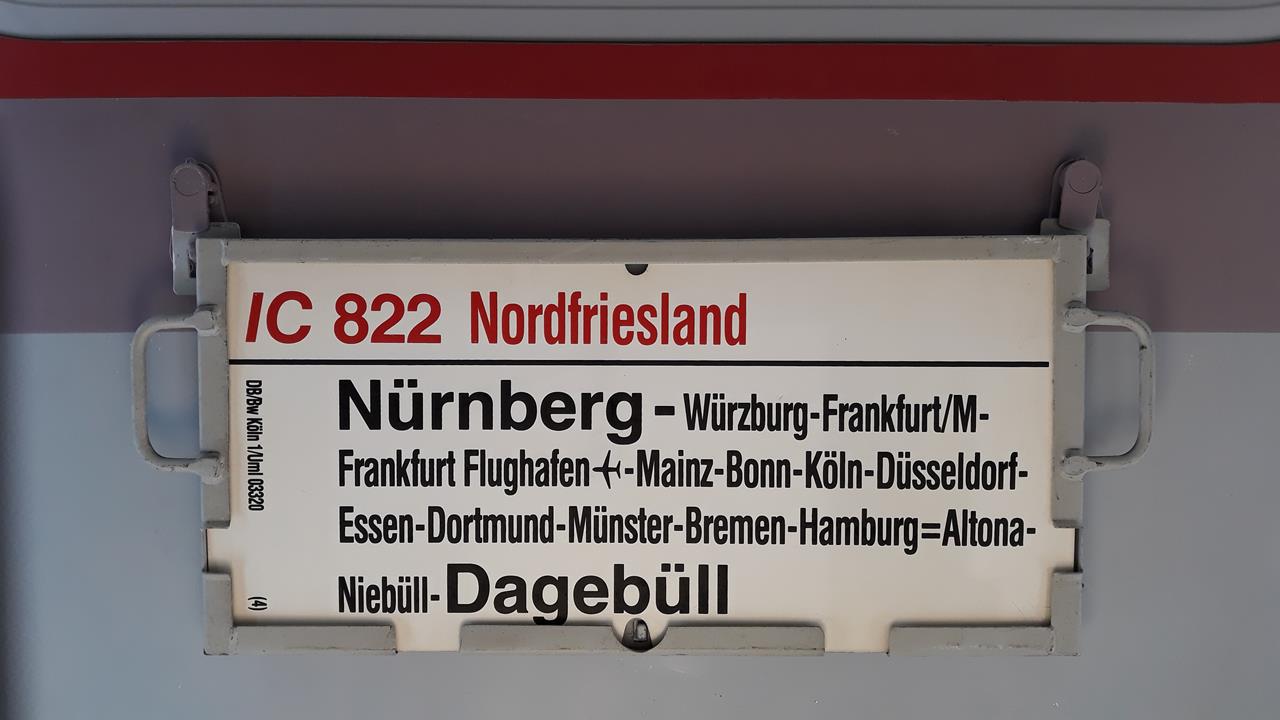 IC 822 Nordfriesland
Nürnberg-Würzburg-Frankfurt/M-
Frankfurt Flughafen✈-Mainz-Bonn-Köln-Düsseldorf-
Essen-Dortmund-Münster-Bremen-Hamburg=Altona-
Niebüll-Dagebüll
DB/Bw Köln 1/Uml 03320
(4)